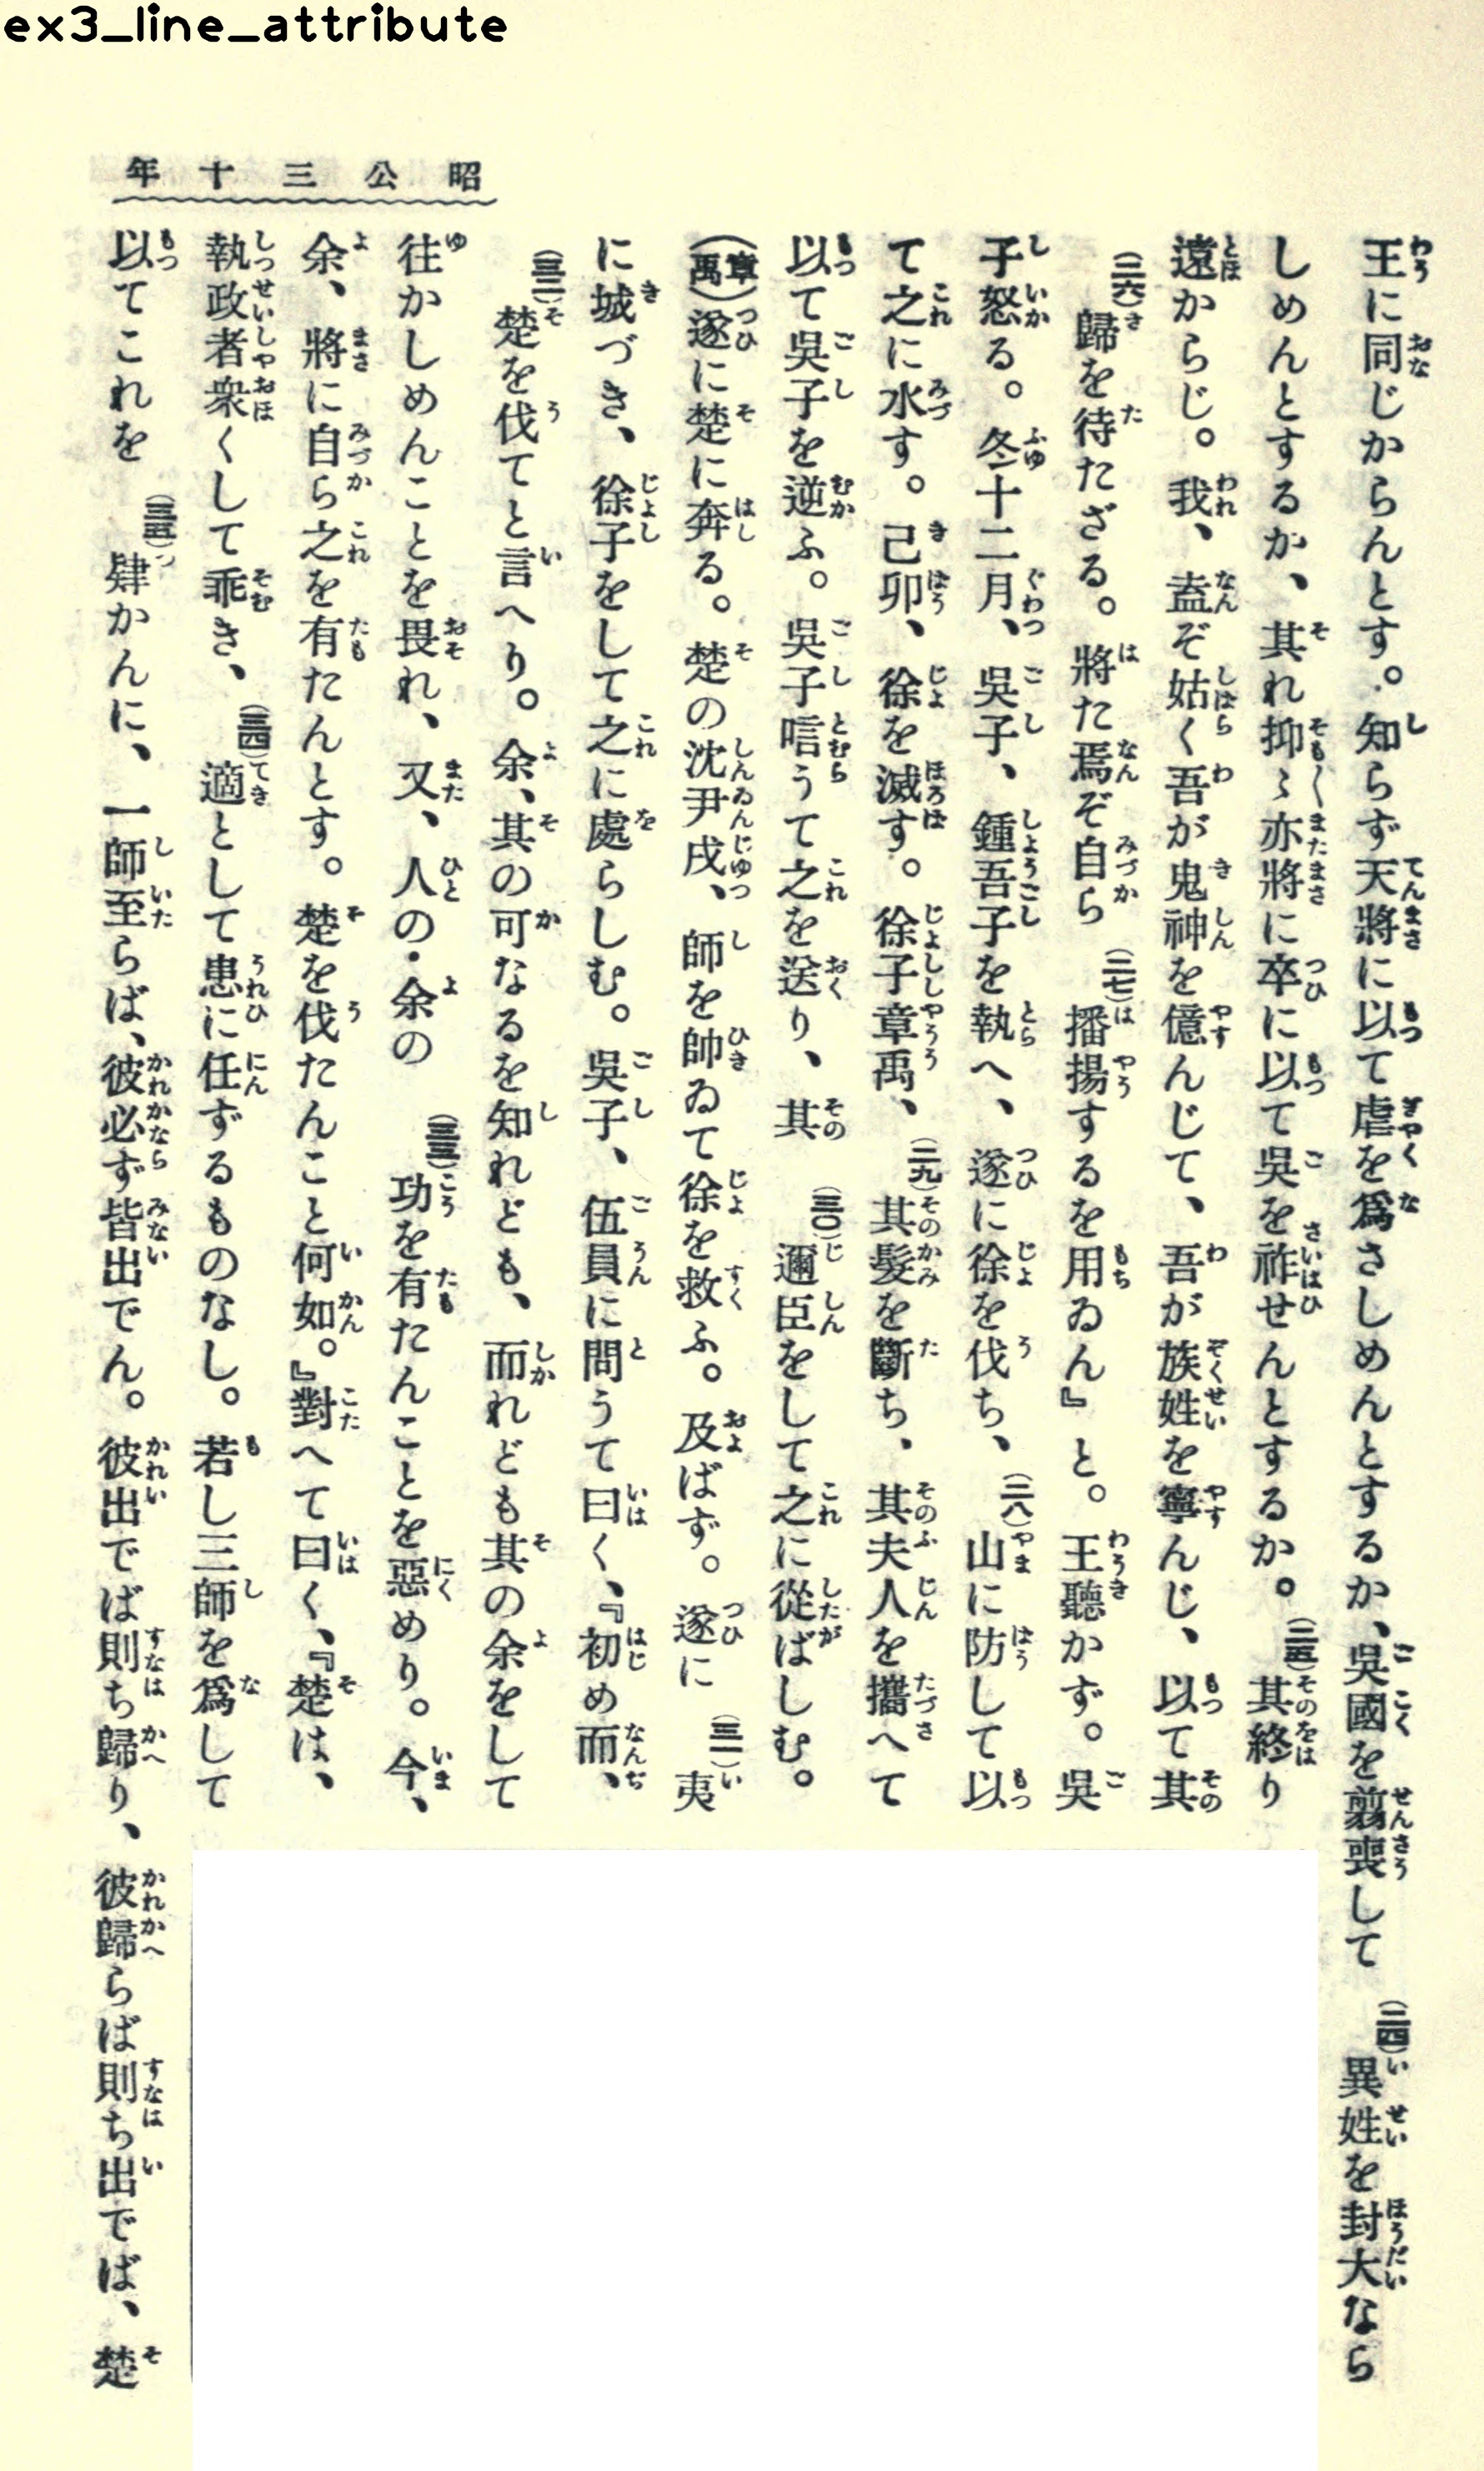 ex3_line_attribute
昭公三十年
王に同じからんとす。知らず天將に以て虐を爲さしめんとするか、吳國を翦喪して(二四)異姓を封大なら
しめんとするか、其れ抑〻亦將に卒に以て吳を祚せんとするか。(二五)其終り
遠からじ。我、盍ぞ姑く吾が鬼神を億んじて、吾が族姓を寧んじ、以て其
(二六)歸を待たざる。將た焉ぞ自ら(二七)播揚するを用ゐん』と。王聽かず。吳
子怒る。冬十二月、吳子、鍾吾子を執へ、遂に徐を伐ち、(二八)山に防して以
て之に水す。己卯、徐を滅す。徐子章禹、(二九)其髮を斷ち、其夫人を攜へて
以て吳子を逆ふ。吳子唁うて之を送り、其(三〇)邇臣をして之に從ばしむ。
(章禹)遂に楚に奔る。楚の沈尹戌、師を帥ゐて徐を救ふ。及ばず。遂に(三一)夷
に城づき、徐子をして之に處らしむ。吳子、伍員に問うて曰く、『初め而、
(三二)楚を伐てと言へり。余、其の可なるを知れども、而れども其の余をして
往かしめんことを畏れ、又、人の・余の(三三)功を有たんことを惡めり。今、
余、將に自ら之を有たんとす。楚を伐たんこと何如。』對へて曰く、『楚は、
執政者衆くして乖き、(三四)適として患に任ずるものなし。若し三師を爲して
以てこれを(三五)肄かんに、一師至らば、彼必ず皆出でん。彼出でば則ち歸り、彼歸らば則ち出でば、楚